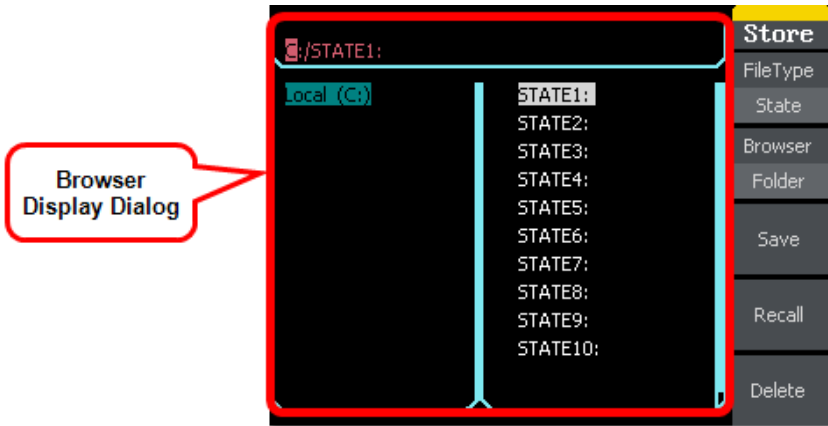 Browser
Display Dialog
C:/STATE1:
Local (C:)
STATE1:
STATE2:
STATE3:
STATE4:
STATE5:
STATE6:
STATE7:
STATE8:
STATE9:
STATE10:
Store
FileType
State
Browser
Folder
Save
Recall
Delete